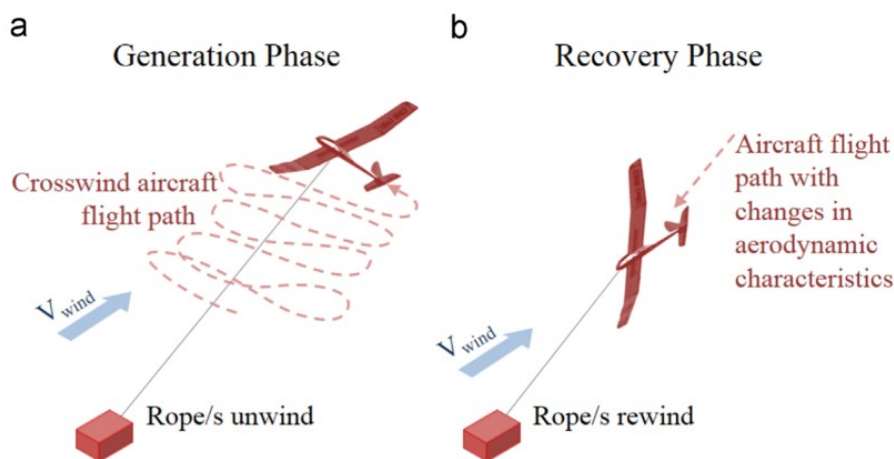 a
Generation Phase
Crosswind aircraft
flight path
V wind
Rope/s unwind
b
Recovery Phase
Aircraft flight
path with
changes in
aerodynamic
characteristics
V wind
Rope/s rewind